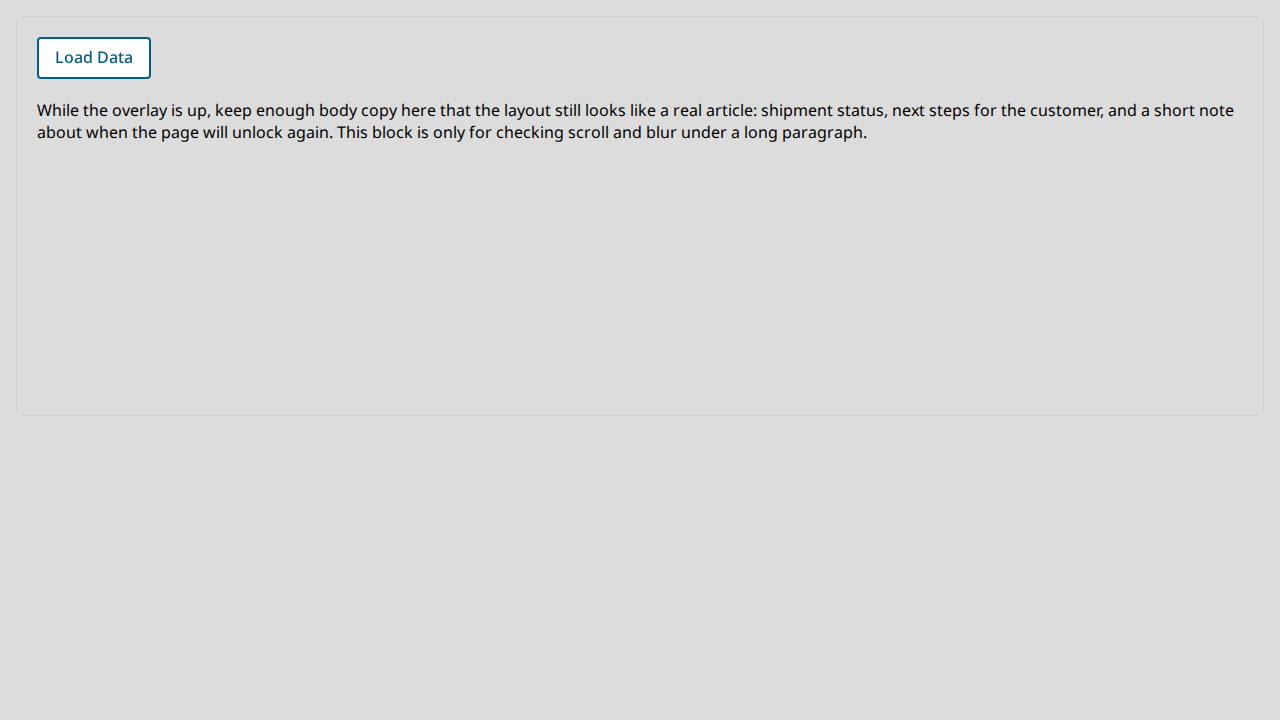 Load Data
While the overlay is up, keep enough body copy here that the layout still looks like a real article: shipment status, next steps for the customer, and a short note
about when the page will unlock again. This block is only for checking scroll and blur under a long paragraph.